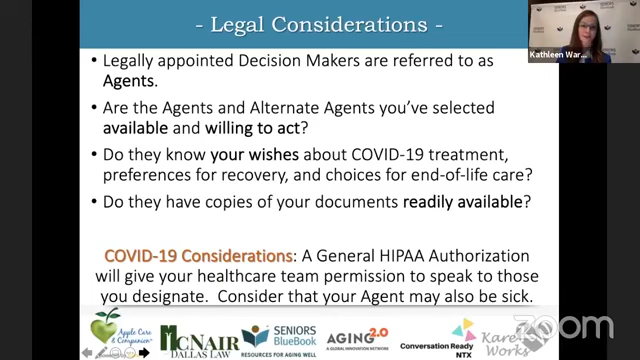 - Legal Considerations -
Kathleen War...
• Legally appointed Decision Makers are referred to as
Agents.
• Are the Agents and Alternate Agents you've selected
available and willing to act?
• Do they know your wishes about COVID-19 treatment,
preferences for recovery, and choices for end-of-life care?
• Do they have copies of your documents readily available?
COVID-19 Considerations: A General HIPAA Authorization
will give your healthcare team permission to speak to those
you designate. Consider that your Agent may also be sick.
Apple Care
& Companion
MCNAIR
DALLAS LAW
SENIORS
BlueBook
RESOURCES FOR AGING WELL
AGING 2.0
A GLOBAL INNOVATION NETWORK
Conversation Ready
NTX
Kare
Works
zoom